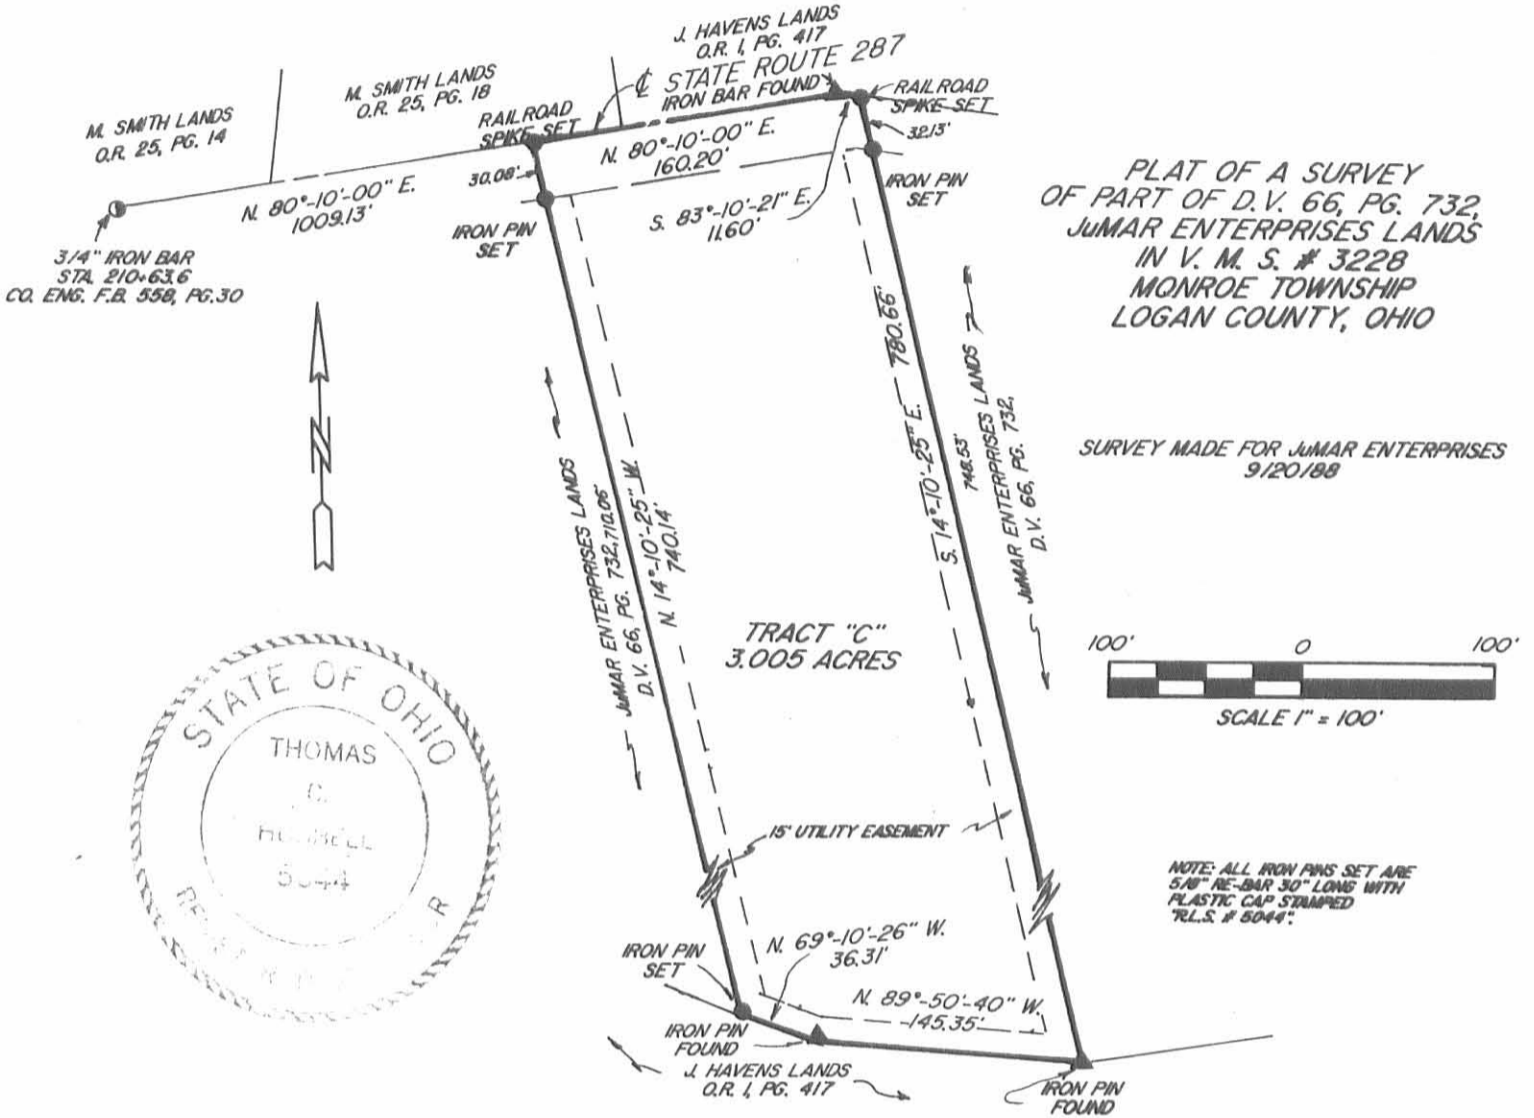 J. HAVENS LANDS
O.R. 1, PG. 417
℄ STATE ROUTE 287
IRON BAR FOUND
RAILROAD
SPIKE SET
M. SMITH LANDS
O.R. 25, PG. 18
M. SMITH LANDS
O.R. 25, PG. 14
RAILROAD
SPIKE SET
32.13'
N. 80°-10'-00" E.
160.20'
30.08'
N. 80°-10'-00" E.
1009.13'
S. 83°-10'-21" E.
11.60'
IRON PIN
SET
IRON PIN
SET
3/4" IRON BAR
STA. 210+63.6
CO. ENG. F.B. 558, PG.30
PLAT OF A SURVEY
OF PART OF D.V. 66, PG. 732,
JuMAR ENTERPRISES LANDS
IN V. M. S. # 3228
MONROE TOWNSHIP
LOGAN COUNTY, OHIO
N
SURVEY MADE FOR JuMAR ENTERPRISES
9/20/88
JuMAR ENTERPRISES LANDS
D.V. 66, PG. 732,
710.06'
N. 14°-10'-25" W.
740.14'
S. 14°-10'-25" E.
780.66'
748.53'
JuMAR ENTERPRISES LANDS
D.V. 66, PG. 732,
TRACT "C"
3.005 ACRES
100'
0
100'
SCALE 1" = 100'
STATE OF OHIO
THOMAS
C.
5044
15' UTILITY EASEMENT
NOTE: ALL IRON PINS SET ARE
5/8" RE-BAR 30" LONG WITH
PLASTIC CAP STAMPED
"R.L.S. # 5044".
IRON PIN
SET
N. 69°-10'-26" W.
36.31'
N. 89°-50'-40" W.
145.35'
IRON PIN
FOUND
J. HAVENS LANDS
O.R. 1, PG. 417
IRON PIN
FOUND